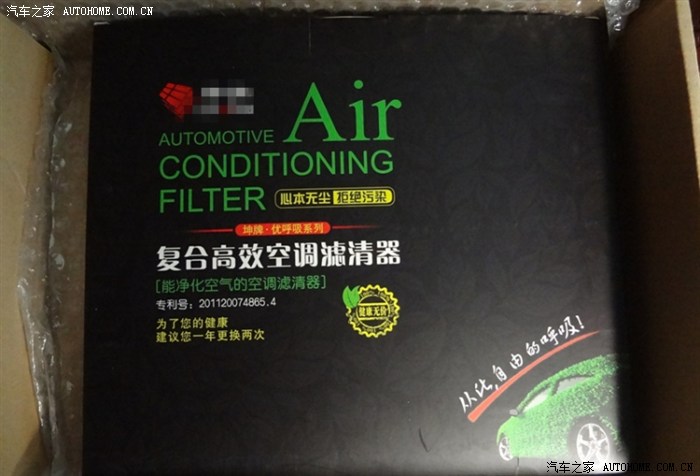 汽车之家 AUTOHOME.COM.CN
Air
AUTOMOTIVE
CONDITIONING
FILTER
心本无尘 拒绝污染
坤牌·优呼吸系列
复合高效空调滤清器
[能净化空气的空调滤清器]
专利号：201120074865.4
为了您的健康
建议您一年更换两次
健康无价
从此,自由的呼吸!
汽车之家 AUTOHOME.COM.CN